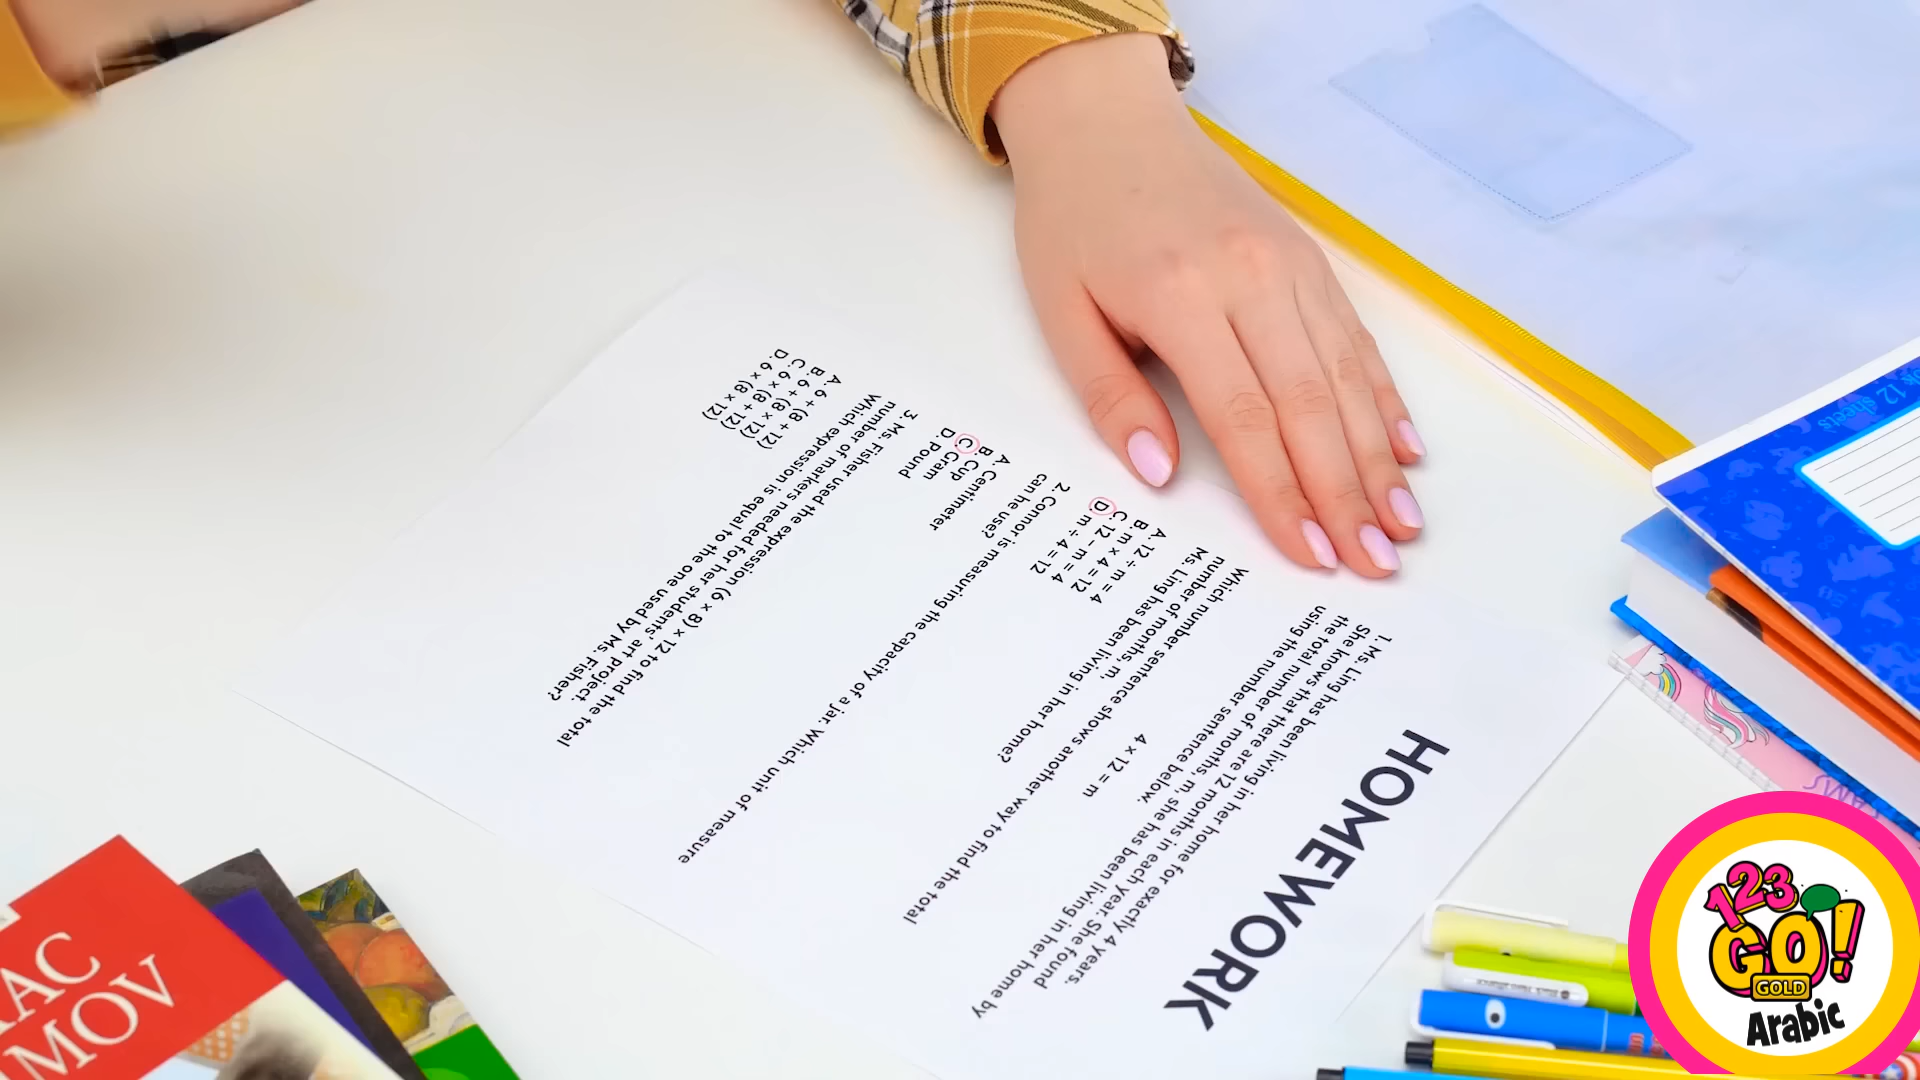 HOMEWORK
1. Ms. Ling has been living in her home for exactly 4 years.
She knows that there are 12 months in each year. She found
the total number of months, m, she has been living in her home by
using the number sentence below.
4 × 12 = m
Which number sentence shows another way to find the total
number of months, m,
Ms. Ling has been living in her home?
A. 12 ÷ m = 4
B. m × 4 = 12
C. 12 − m = 4
D. m ÷ 4 = 12
2. Connor is measuring the capacity of a jar. Which unit of measure
can he use?
A. Centimeter
B. Cup
C. Gram
D. Pound
3. Ms. Fisher used the expression (6 × 8) × 12 to find the total
number of markers needed for her students' art project.
Which expression is equal to the one used by Ms. Fisher?
A. 6 + (8 + 12)
B. 6 + (8 × 12)
C. 6 × (8 + 12)
D. 6 × (8 × 12)
12 sheets
AAC
MOV
123
GO!
GOLD
Arabic